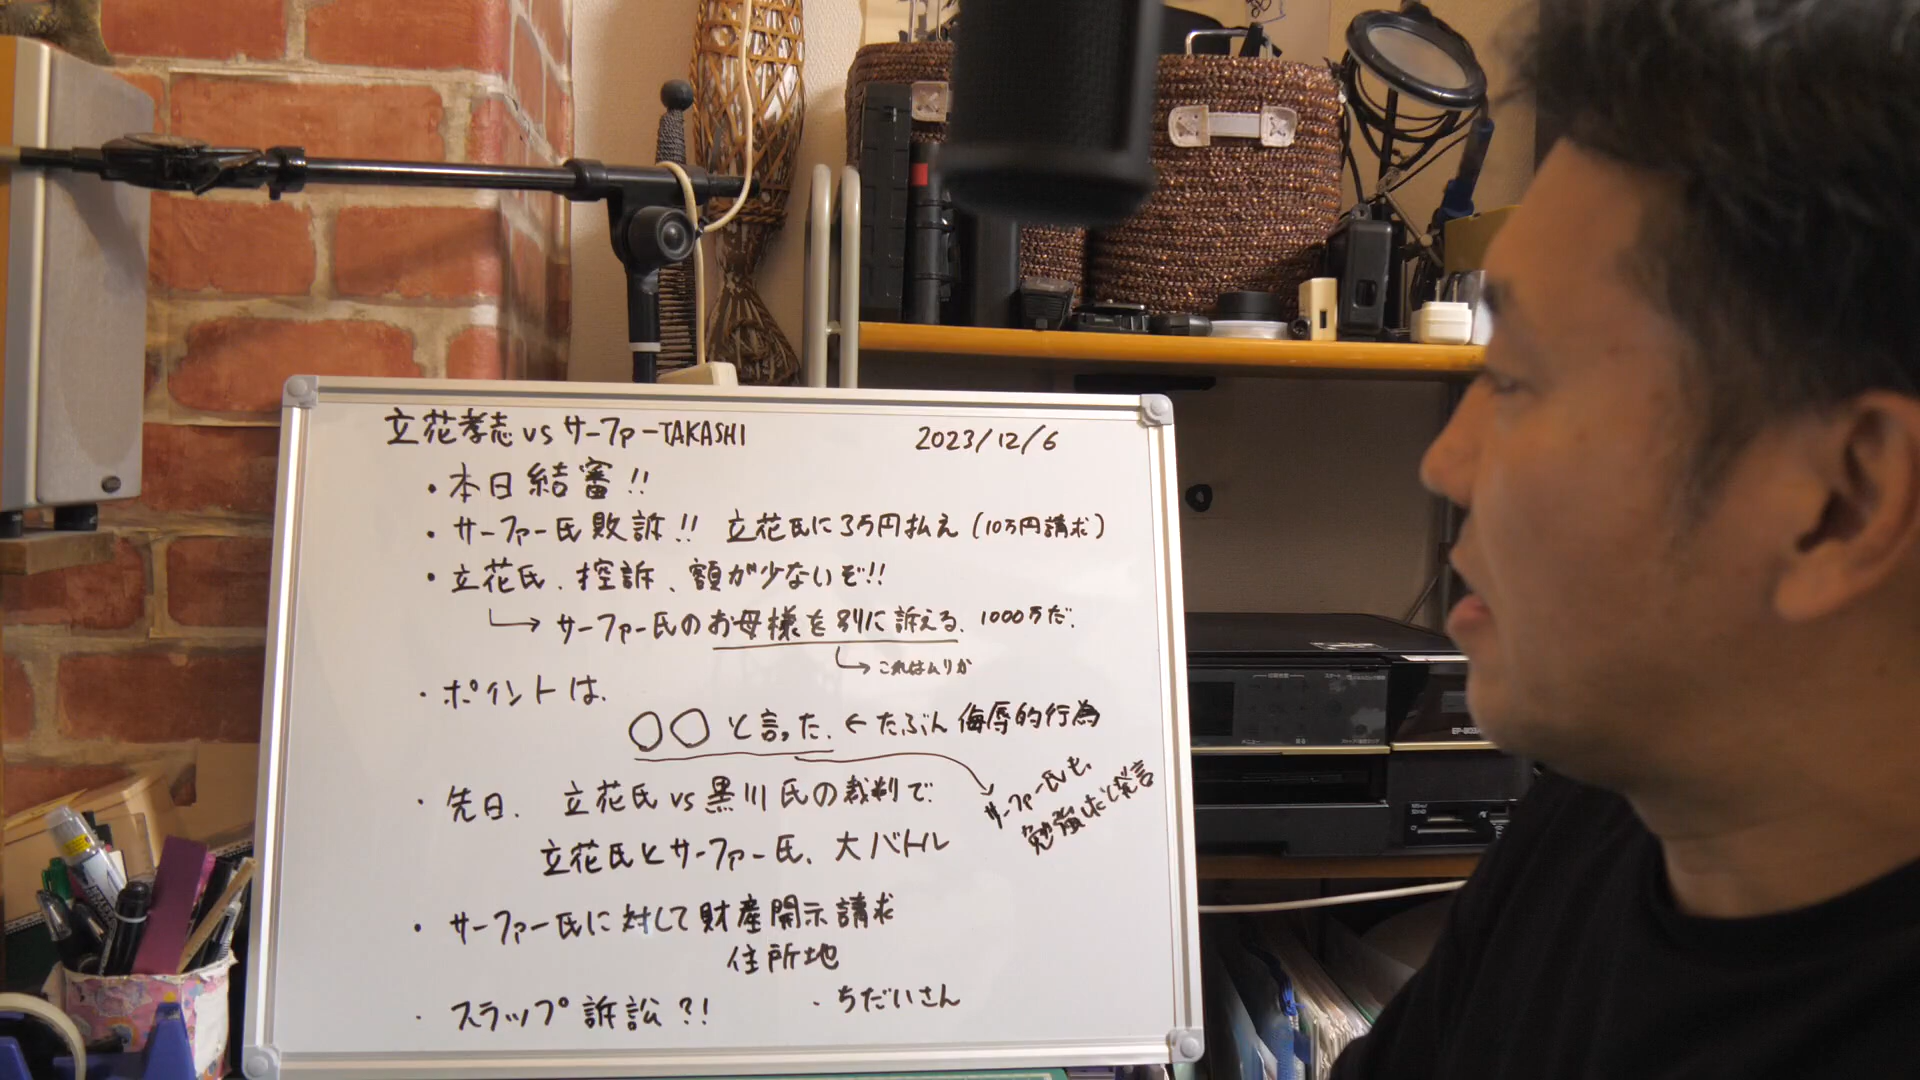 立花孝志 vs サーファーTAKASHI 2023/12/6
・本日結審!!
・サーファー氏敗訴!! 立花氏に3万円払え(10万円請求)
・立花氏、控訴、額が少ないぞ!!
サーファー氏のお母様を別に訴える、1000万だ.
これはムリか
・ポイントは、
○○と言った. ← たぶん侮辱的行為
サーファー氏も、
勉強せよと発言
・先日、立花氏 vs 黒川氏の裁判で.
立花氏とサーファー氏、大バトル
・サーファー氏に対して財産開示請求
住所地
・スラップ訴訟?!
・ちだいさん